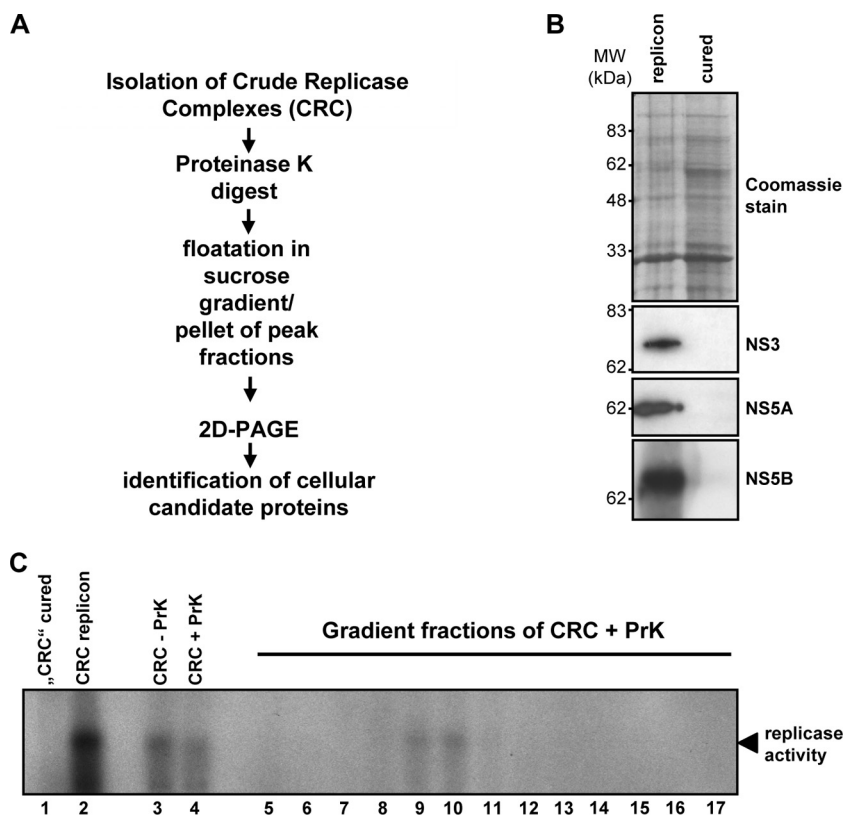 A
Isolation of Crude Replicase
Complexes (CRC)
Proteinase K
digest
floatation in
sucrose
gradient/
pellet of peak
fractions
2D-PAGE
identification of cellular
candidate proteins
B
MW
(kDa)
replicon
cured
83
62
48
33
Coomassie
stain
83
62
NS3
62
NS5A
62
NS5B
C
„CRC“ cured
CRC replicon
CRC - PrK
CRC + PrK
Gradient fractions of CRC + PrK
replicase
activity
1 2 3 4 5 6 7 8 9 10 11 12 13 14 15 16 17